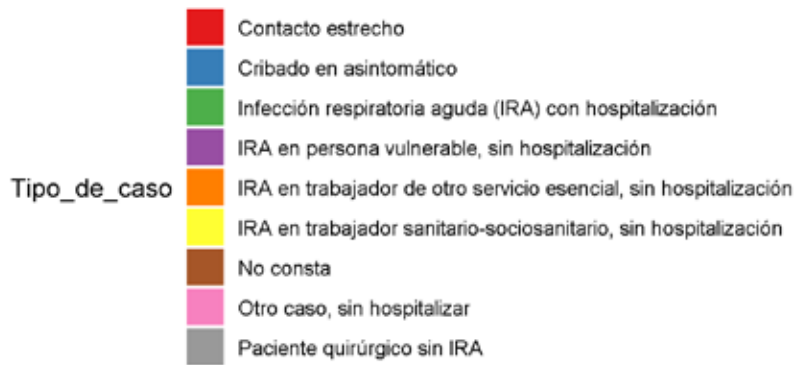 Contacto estrecho
Cribado en asintomático
Infección respiratoria aguda (IRA) con hospitalización
IRA en persona vulnerable, sin hospitalización
Tipo_de_caso
IRA en trabajador de otro servicio esencial, sin hospitalización
IRA en trabajador sanitario-sociosanitario, sin hospitalización
No consta
Otro caso, sin hospitalizar
Paciente quirúrgico sin IRA